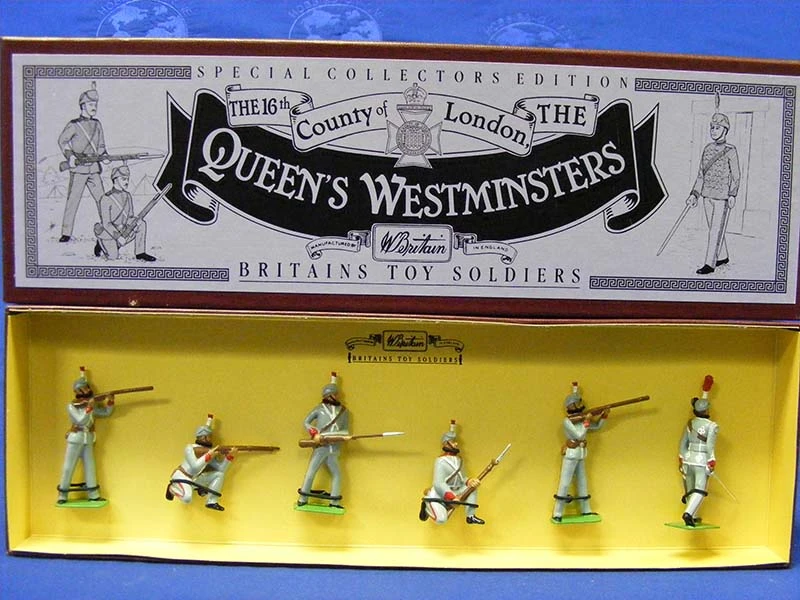 SPECIAL COLLECTORS EDITION
THE 16th County of London, THE
QUEEN'S WESTMINSTERS
MANUFACTURED BY W Britain IN ENGLAND
BRITAINS TOY SOLDIERS
W Britain
BRITAINS TOY SOLDIERS